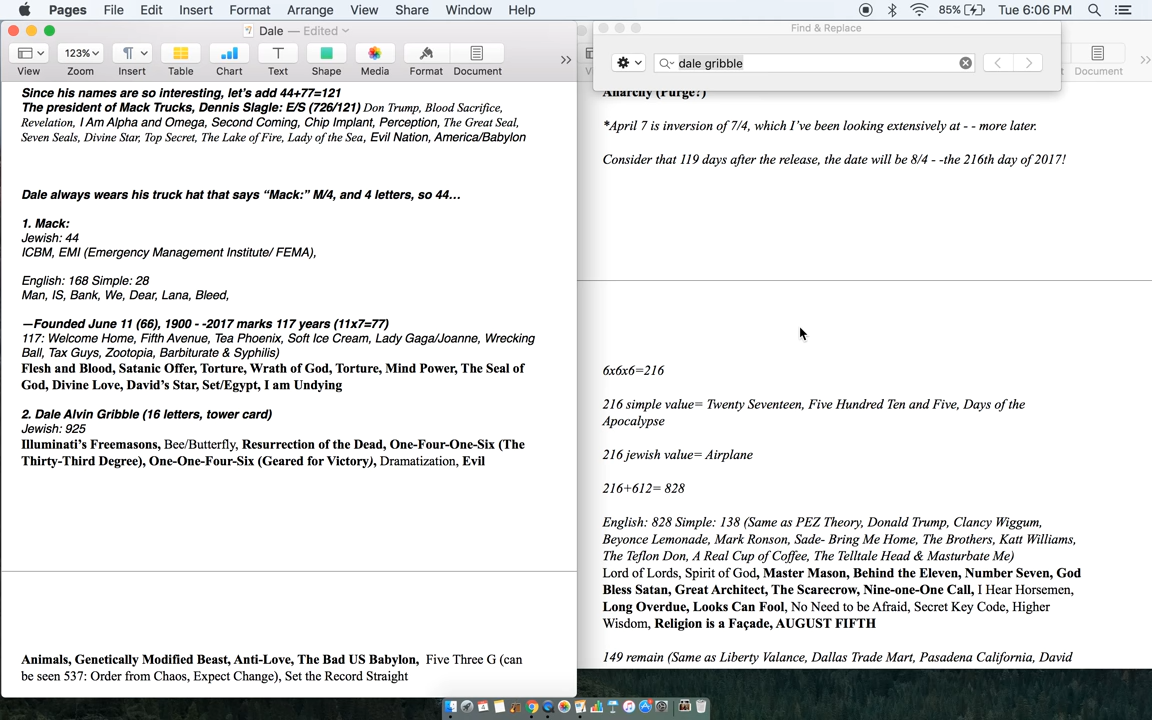 Pages File Edit Insert Format Arrange View Share Window Help 85% Tue 6:06 PM
Dale — Edited
Find & Replace
123%
View Zoom Insert Table Chart Text Shape Media Format Document
dale gribble
Document
Since his names are so interesting, let's add 44+77=121
The president of Mack Trucks, Dennis Slagle: E/S (726/121) Don Trump, Blood Sacrifice,
Revelation, I Am Alpha and Omega, Second Coming, Chip Implant, Perception, The Great Seal,
Seven Seals, Divine Star, Top Secret, The Lake of Fire, Lady of the Sea, Evil Nation, America/Babylon
Dale always wears his truck hat that says “Mack:” M/4, and 4 letters, so 44…
1. Mack:
Jewish: 44
ICBM, EMI (Emergency Management Institute/ FEMA),
English: 168 Simple: 28
Man, IS, Bank, We, Dear, Lana, Bleed,
—Founded June 11 (66), 1900 - -2017 marks 117 years (11x7=77)
117: Welcome Home, Fifth Avenue, Tea Phoenix, Soft Ice Cream, Lady Gaga/Joanne, Wrecking
Ball, Tax Guys, Zootopia, Barbiturate & Syphilis)
Flesh and Blood, Satanic Offer, Torture, Wrath of God, Torture, Mind Power, The Seal of
God, Divine Love, David's Star, Set/Egypt, I am Undying
2. Dale Alvin Gribble (16 letters, tower card)
Jewish: 925
Illuminati's Freemasons, Bee/Butterfly, Resurrection of the Dead, One-Four-One-Six (The
Thirty-Third Degree), One-One-Four-Six (Geared for Victory), Dramatization, Evil
Animals, Genetically Modified Beast, Anti-Love, The Bad US Babylon, Five Three G (can
be seen 537: Order from Chaos, Expect Change), Set the Record Straight
Anarchy (Purge?)
*April 7 is inversion of 7/4, which I've been looking extensively at - - more later.
Consider that 119 days after the release, the date will be 8/4 - -the 216th day of 2017!
6x6x6=216
216 simple value= Twenty Seventeen, Five Hundred Ten and Five, Days of the
Apocalypse
216 jewish value= Airplane
216+612= 828
English: 828 Simple: 138 (Same as PEZ Theory, Donald Trump, Clancy Wiggum,
Beyonce Lemonade, Mark Ronson, Sade- Bring Me Home, The Brothers, Katt Williams,
The Teflon Don, A Real Cup of Coffee, The Telltale Head & Masturbate Me)
Lord of Lords, Spirit of God, Master Mason, Behind the Eleven, Number Seven, God
Bless Satan, Great Architect, The Scarecrow, Nine-one-One Call, I Hear Horsemen,
Long Overdue, Looks Can Fool, No Need to be Afraid, Secret Key Code, Higher
Wisdom, Religion is a Façade, AUGUST FIFTH
149 remain (Same as Liberty Valance, Dallas Trade Mart, Pasadena California, David